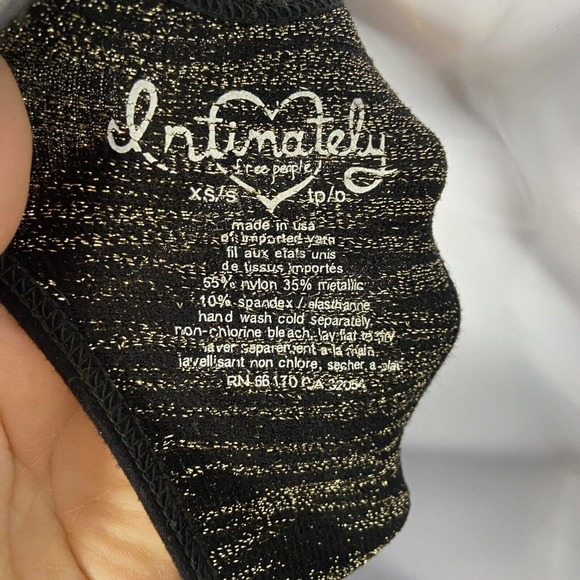 Intimately
free people
xs/s tp/p
made in usa
of imported yarn
fil aux etats unis
de tissus importés
55% nylon 35% metallic
10% spandex / elasthanne
hand wash cold separately
non-chlorine bleach, lay flat to dry
laver separement a la main,
javellisant non chlore, secher a-plat
RN 66170 CA 32054